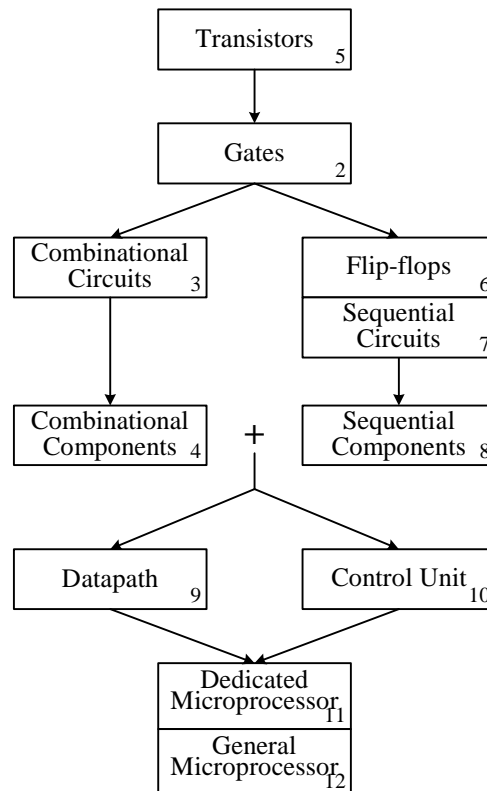 Transistors
5
Gates
2
Combinational
Circuits
3
Flip-flops
6
Sequential
Circuits
7
Combinational
Components
4
+
Sequential
Components
8
Datapath
9
Control Unit
10
Dedicated
Microprocessor
11
General
Microprocessor
12